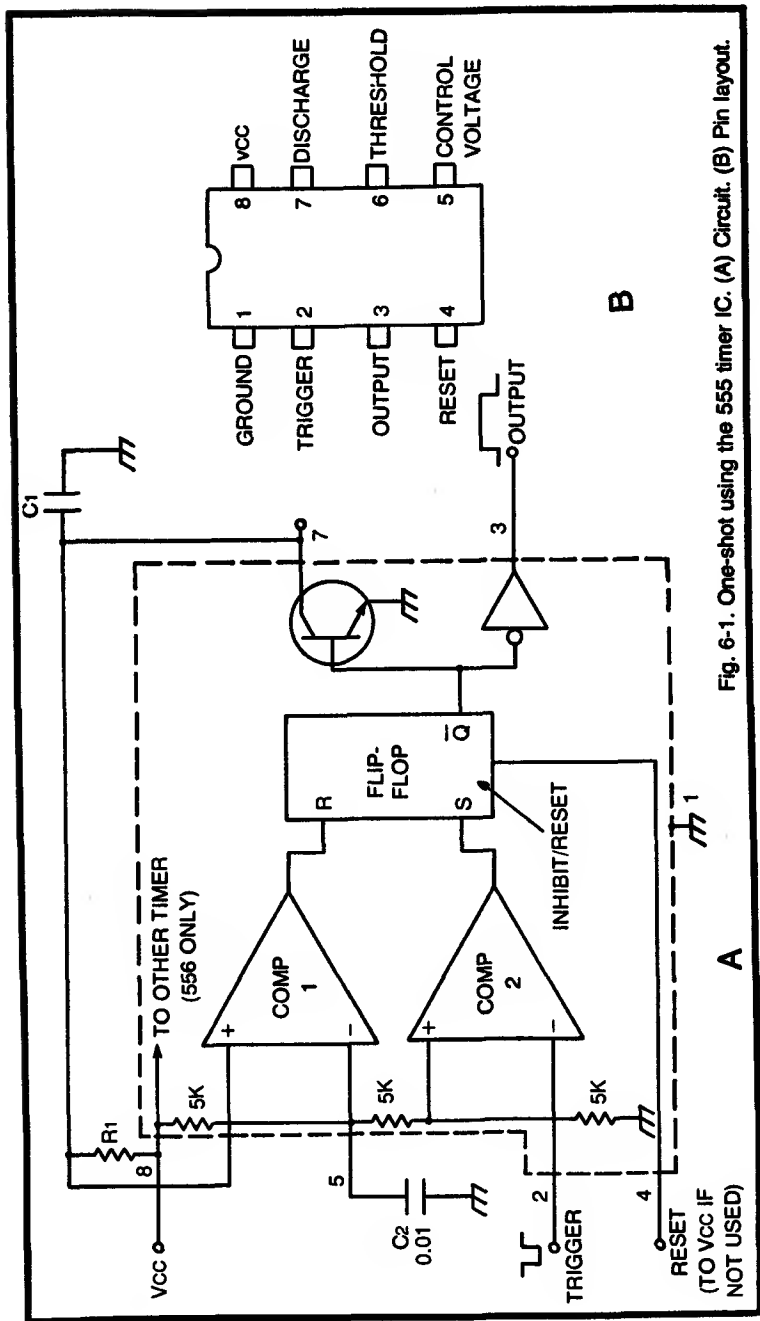 C1
R1
8
VCC
TO OTHER TIMER
(556 ONLY)
5K
5K
5K
+
COMP
1
−
+
COMP
2
−
5
C2
0.01
2
TRIGGER
4
RESET
(TO VCC IF
NOT USED)
R
FLIP-
FLOP
S
Q
INHIBIT/RESET
7
3
OUTPUT
1
A
GROUND
1
8
vcc
TRIGGER
2
7
DISCHARGE
OUTPUT
3
6
THRESHOLD
RESET
4
5
CONTROL
VOLTAGE
B
Fig. 6-1. One-shot using the 555 timer IC. (A) Circuit. (B) Pin layout.